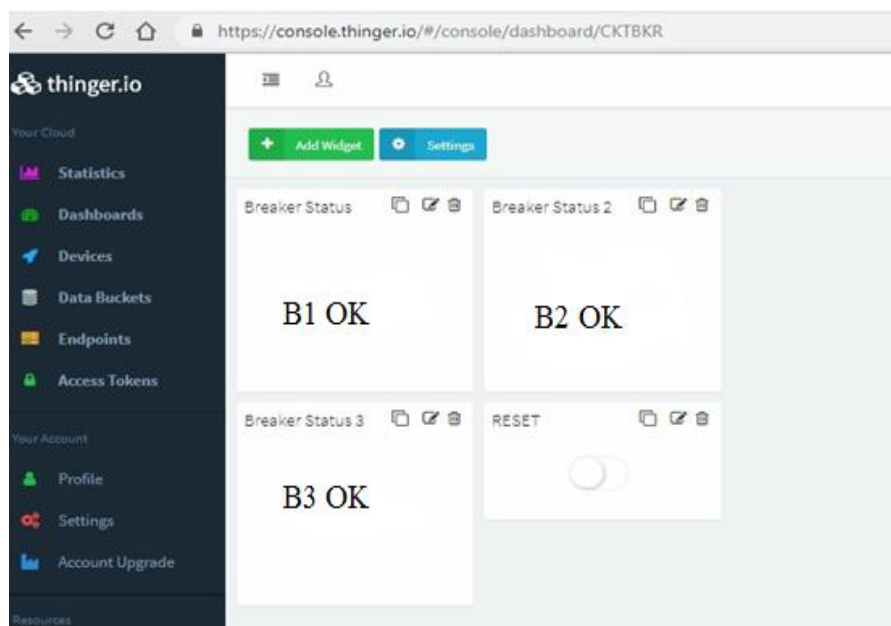 https://console.thinger.io/#/console/dashboard/CKTBKR
thinger.io
Your Cloud
Statistics
Dashboards
Devices
Data Buckets
Endpoints
Access Tokens
Your Account
Profile
Settings
Account Upgrade
Resources
Add Widget Settings
Breaker Status
B1 OK
Breaker Status 2
B2 OK
Breaker Status 3
B3 OK
RESET